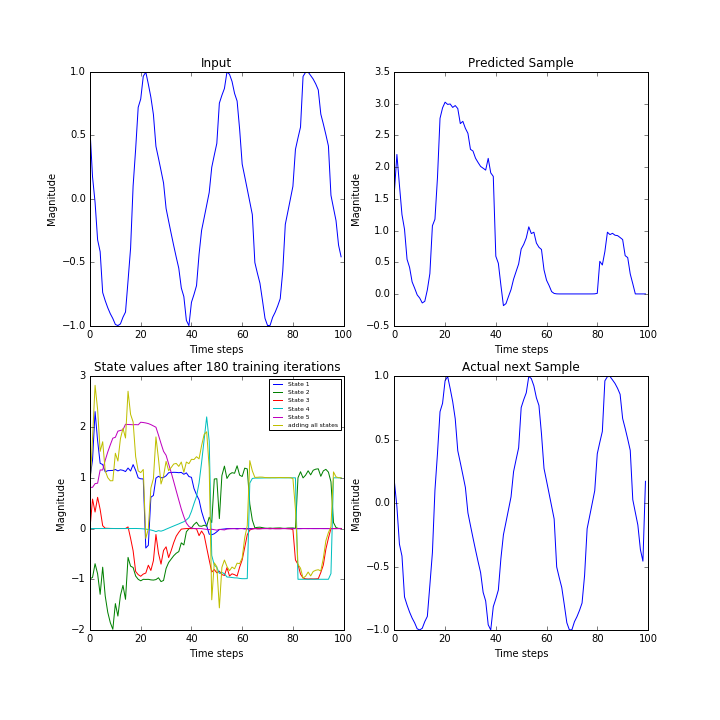 Input
1.0
0.5
0.0
−0.5
−1.0
Magnitude
0 20 40 60 80 100
Time steps
Predicted Sample
3.5
3.0
2.5
2.0
1.5
1.0
0.5
0.0
−0.5
Magnitude
0 20 40 60 80 100
Time steps
State values after 180 training iterations
3
2
1
0
−1
−2
Magnitude
State 1
State 2
State 3
State 4
State 5
adding all states
0 20 40 60 80 100
Time steps
Actual next Sample
1.0
0.5
0.0
−0.5
−1.0
Magnitude
0 20 40 60 80 100
Time steps